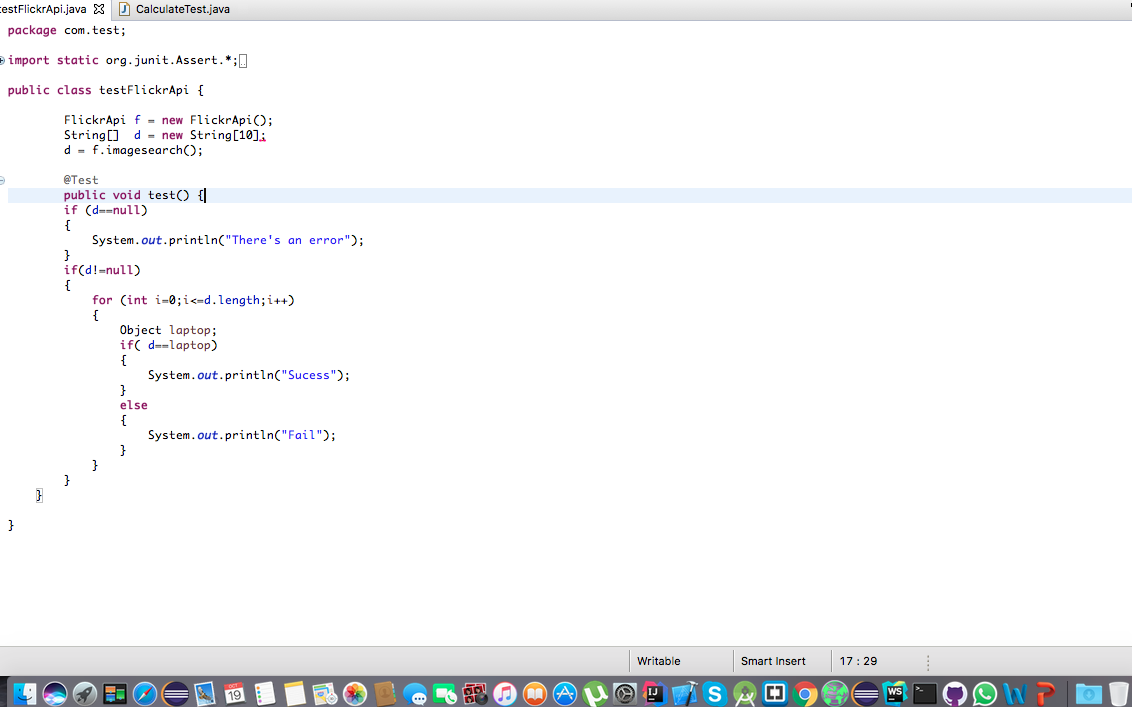 testFlickrApi.java CalculateTest.java
package com.test;
import static org.junit.Assert.*;
public class testFlickrApi {
FlickrApi f = new FlickrApi();
String[] d = new String[10];
d = f.imagesearch();
@Test
public void test() {
if (d==null)
{
System.out.println("There's an error");
}
if(d!=null)
{
for (int i=0;i<=d.length;i++)
{
Object laptop;
if( d==laptop)
{
System.out.println("Sucess");
}
else
{
System.out.println("Fail");
}
}
}
}
}
Writable Smart Insert 17 : 29
19 IJ S WS